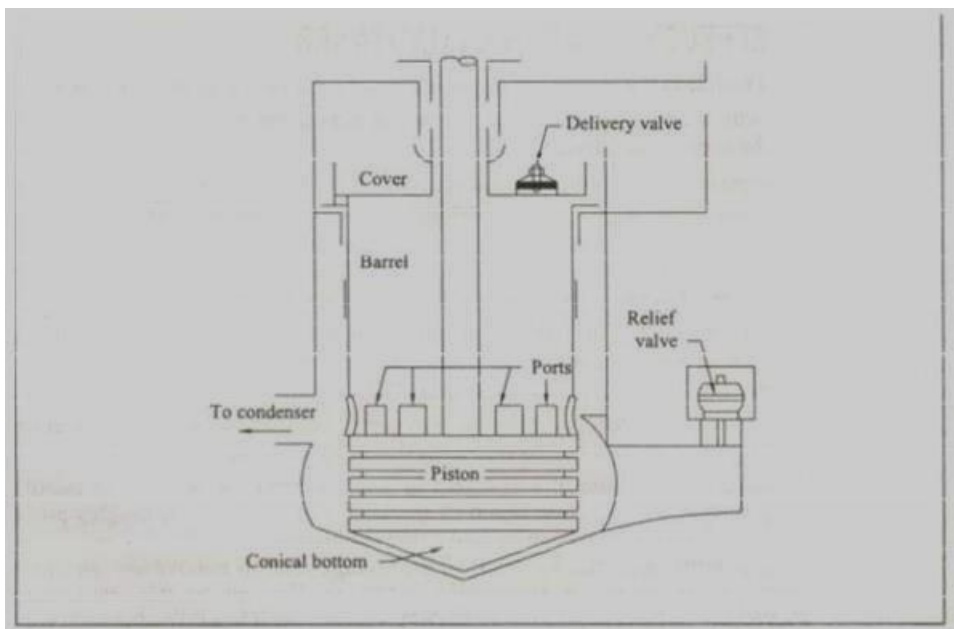 Delivery valve
Cover
Barrel
Relief
valve
Ports
To condenser
Piston
Conical bottom